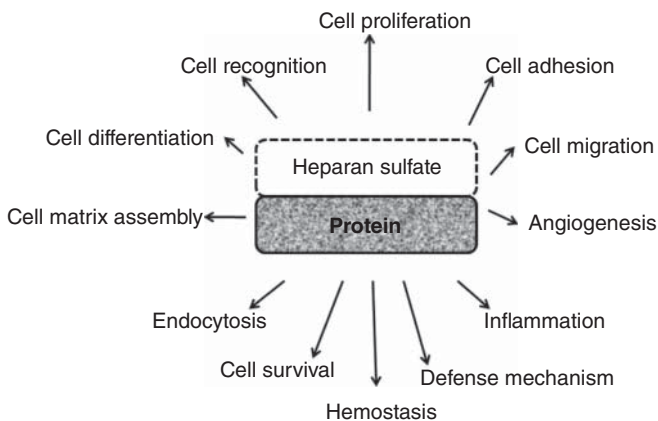 Cell proliferation
Cell recognition
Cell adhesion
Cell differentiation
Heparan sulfate
Cell migration
Cell matrix assembly
Protein
Angiogenesis
Endocytosis
Inflammation
Cell survival
Defense mechanism
Hemostasis